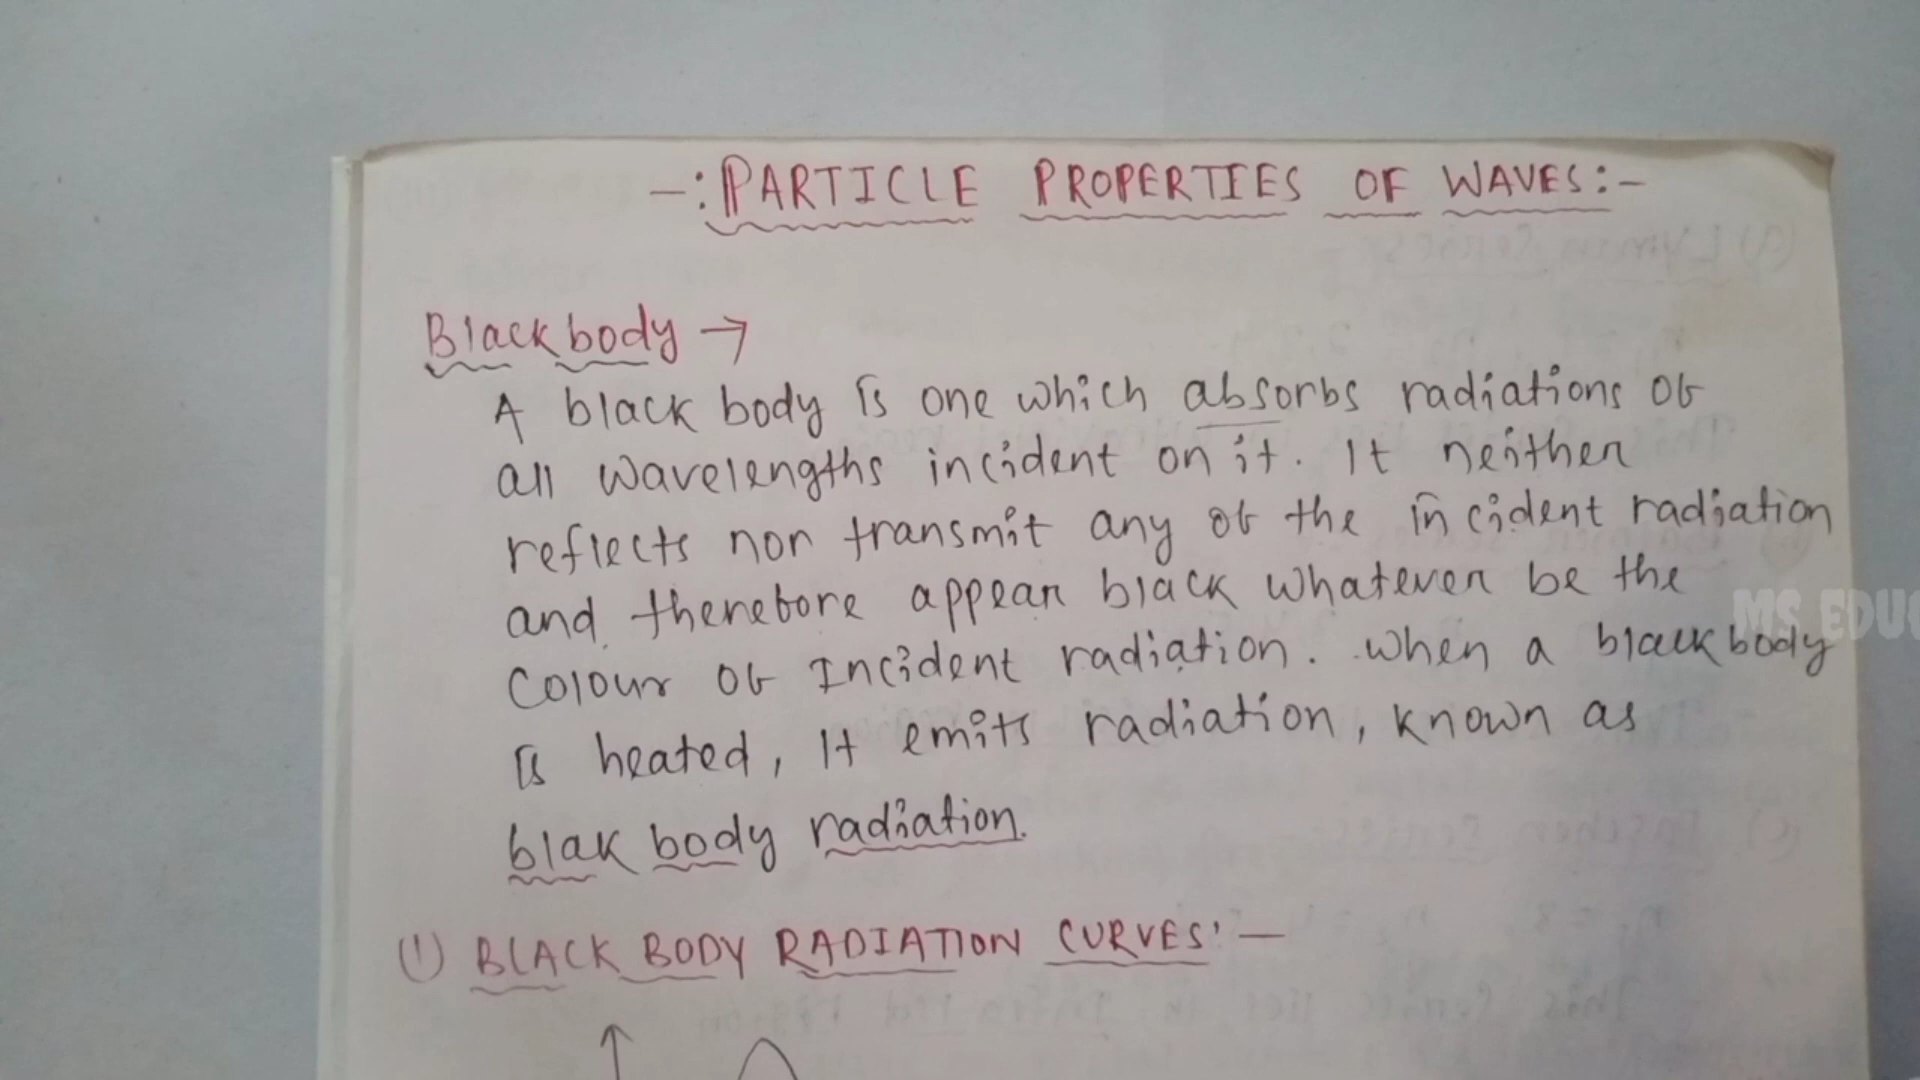 -: PARTICLE PROPERTIES OF WAVES:-
Black body →
A black body is one which absorbs radiations of
all wavelengths incident on it. It neither
reflects nor transmit any of the incident radiation
and therefore appear black whatever be the
Colour of Incident radiation. When a black body
is heated, It emits radiation, known as
blak body radiation.
(1) BLACK BODY RADIATION CURVES:-
MS EDUC